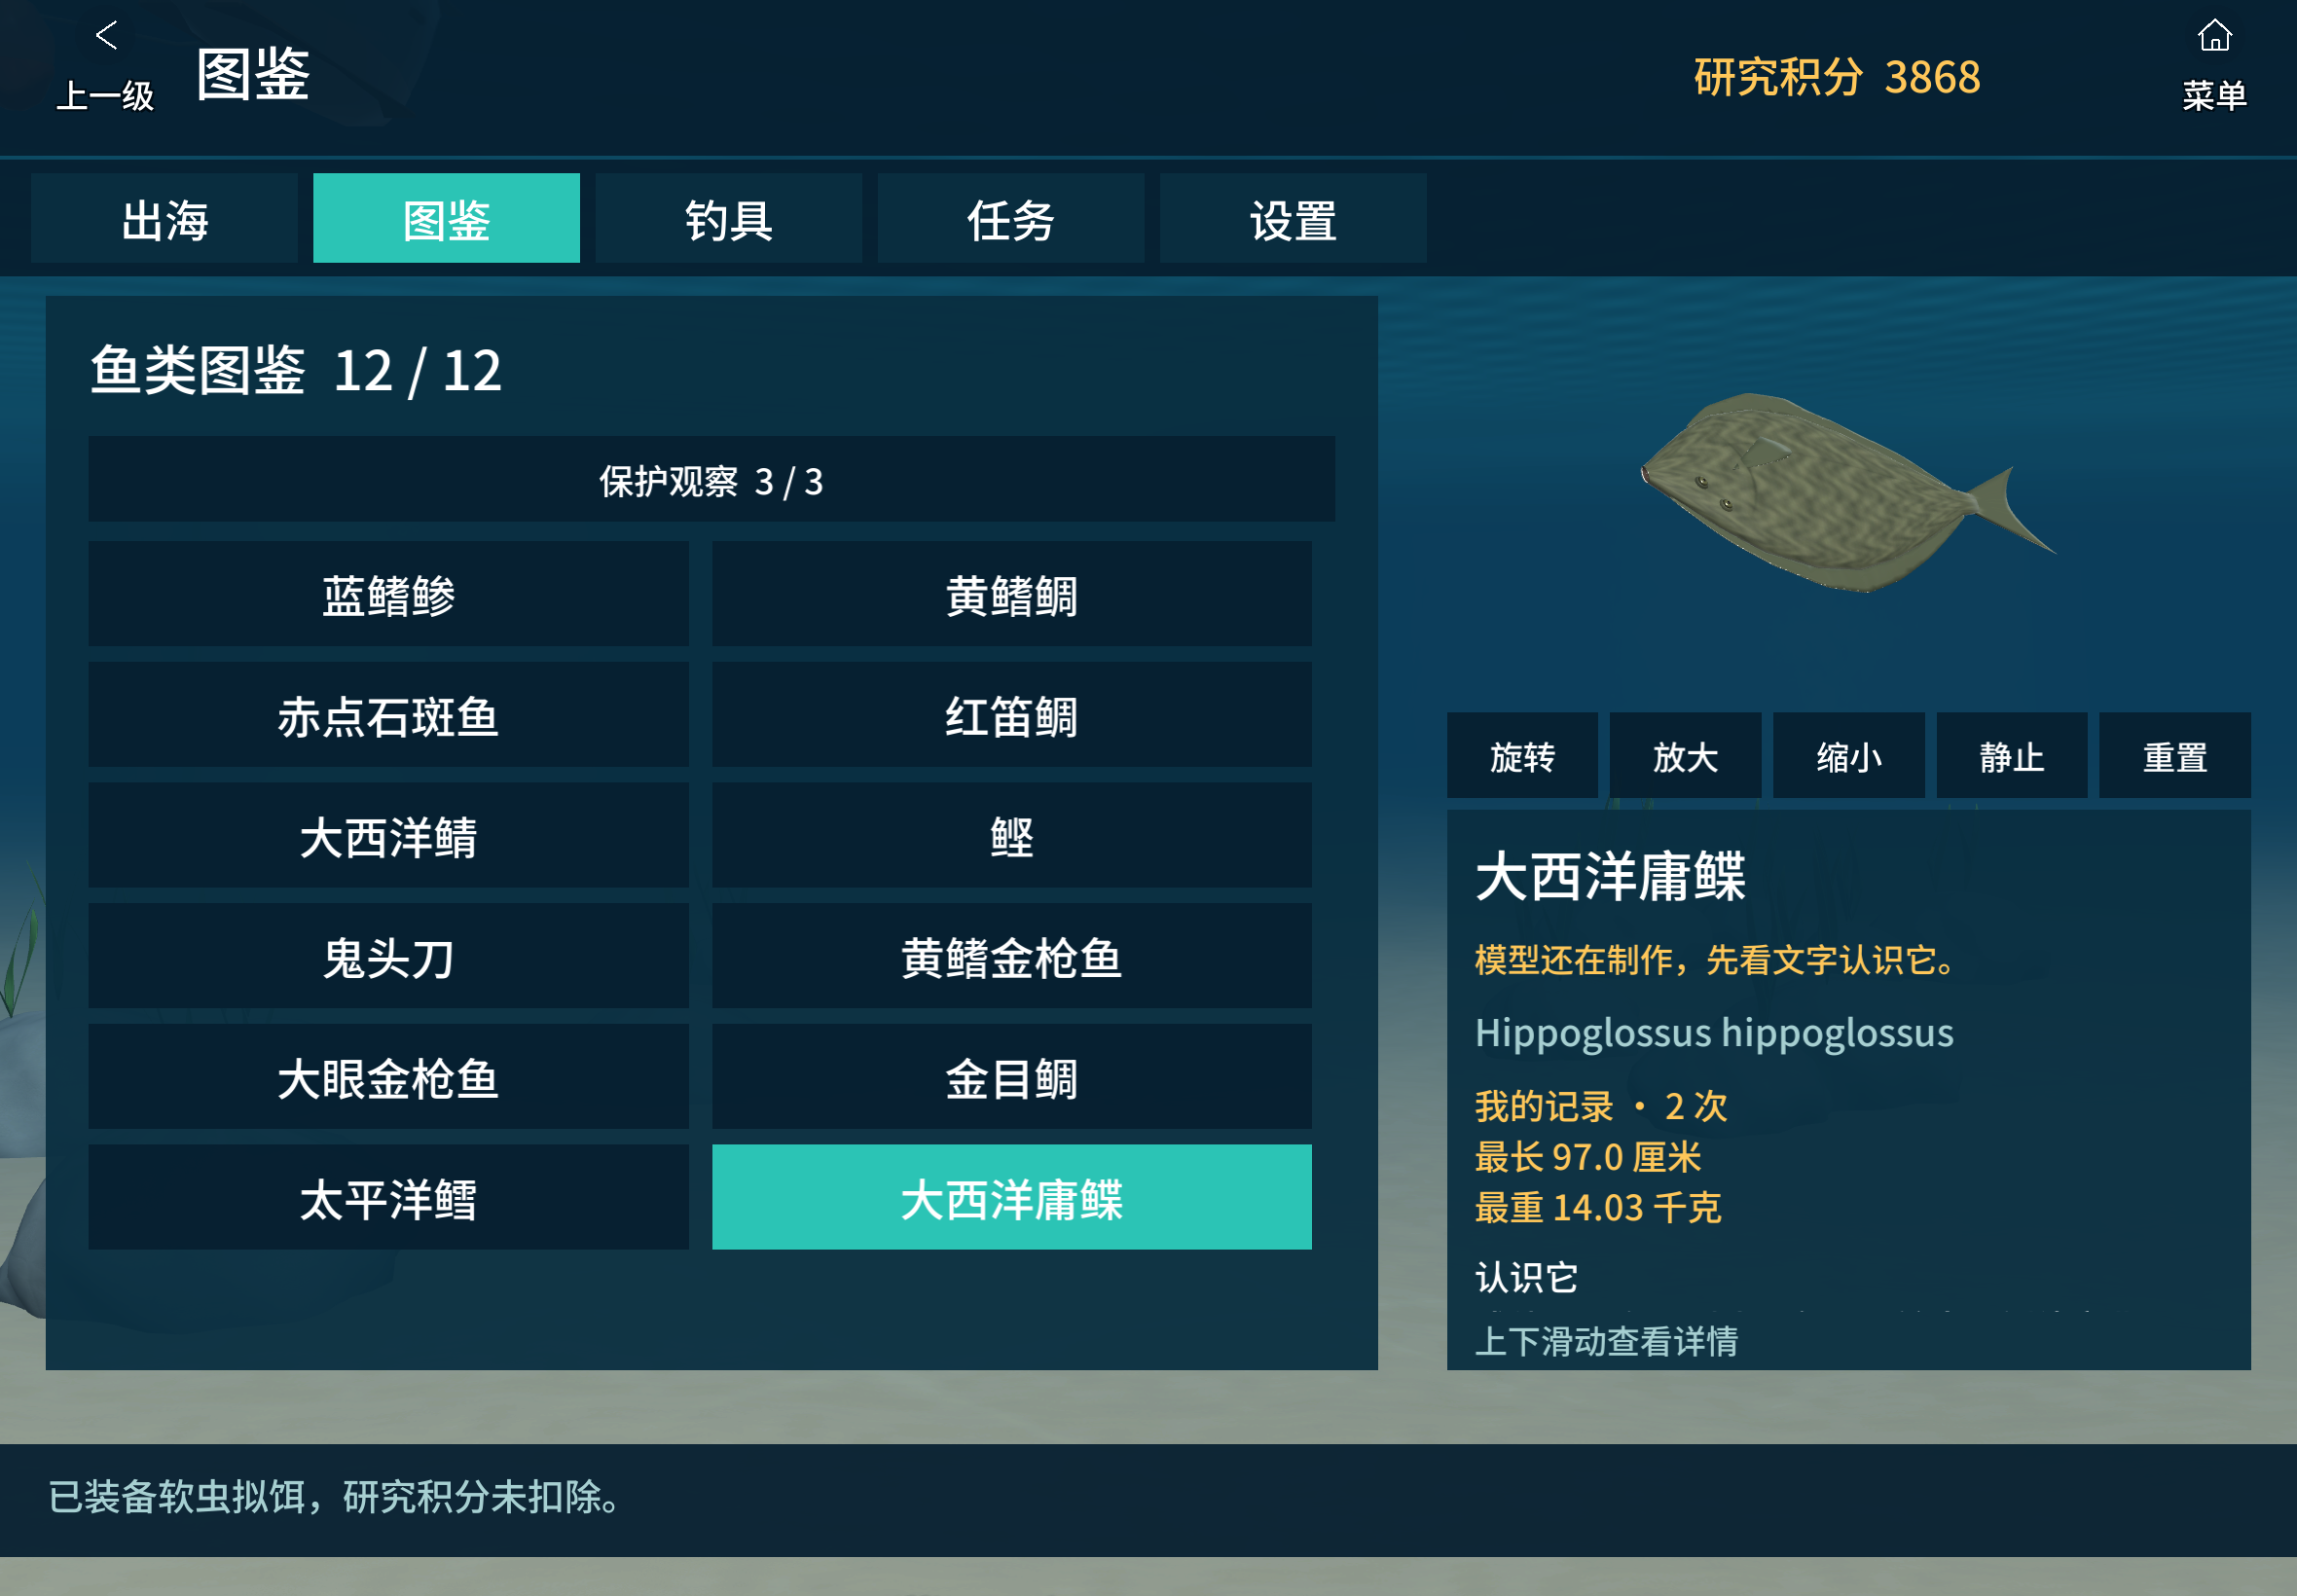 上一级
图鉴
研究积分 3868
菜单
出海
图鉴
钓具
任务
设置
鱼类图鉴 12 / 12
保护观察 3 / 3
蓝鳍鲹
黄鳍鲷
赤点石斑鱼
红笛鲷
大西洋鲭
鲣
鬼头刀
黄鳍金枪鱼
大眼金枪鱼
金目鲷
太平洋鳕
大西洋庸鲽
旋转
放大
缩小
静止
重置
大西洋庸鲽
模型还在制作，先看文字认识它。
Hippoglossus hippoglossus
我的记录 · 2 次
最长 97.0 厘米
最重 14.03 千克
认识它
上下滑动查看详情
已装备软虫拟饵，研究积分未扣除。